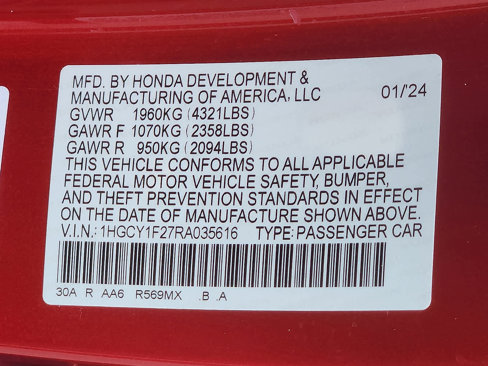 MFD. BY HONDA DEVELOPMENT &
MANUFACTURING OF AMERICA, LLC 01/'24
GVWR 1960KG (4321LBS)
GAWR F 1070KG (2358LBS)
GAWR R 950KG (2094LBS)
THIS VEHICLE CONFORMS TO ALL APPLICABLE
FEDERAL MOTOR VEHICLE SAFETY, BUMPER,
AND THEFT PREVENTION STANDARDS IN EFFECT
ON THE DATE OF MANUFACTURE SHOWN ABOVE.
V.I.N.: 1HGCY1F27RA035616 TYPE: PASSENGER CAR
30A R AA6 R569MX .B .A